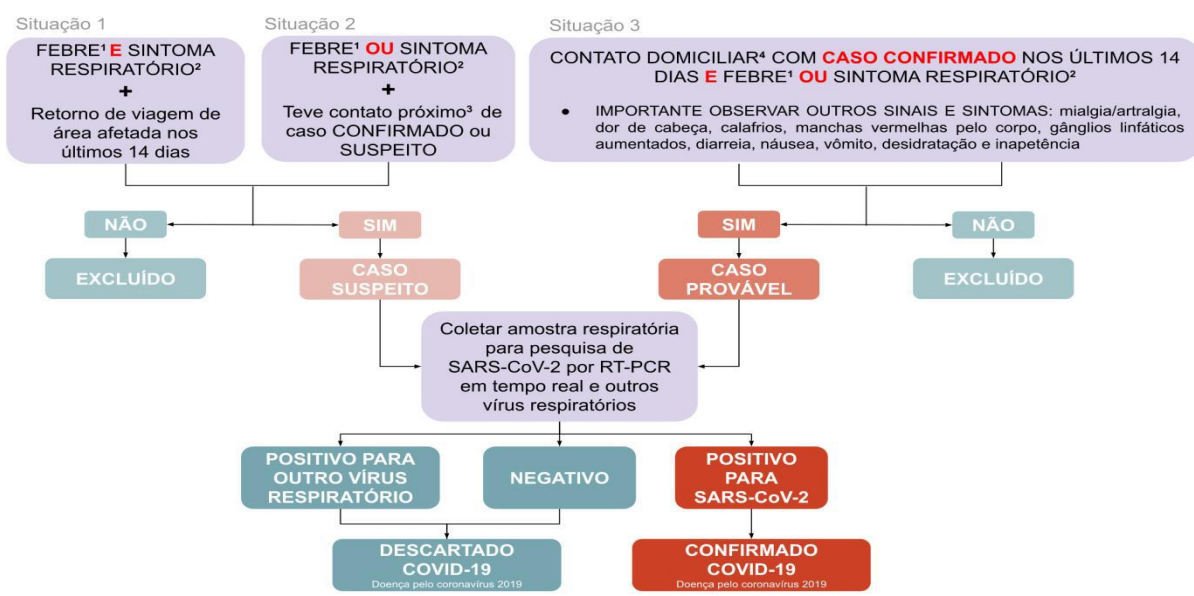 Situação 1
FEBRE¹ E SINTOMA
RESPIRATÓRIO²
+
Retorno de viagem de
área afetada nos
últimos 14 dias
Situação 2
FEBRE¹ OU SINTOMA
RESPIRATÓRIO²
+
Teve contato próximo³ de
caso CONFIRMADO ou
SUSPEITO
Situação 3
CONTATO DOMICILIAR⁴ COM CASO CONFIRMADO NOS ÚLTIMOS 14
DIAS E FEBRE¹ OU SINTOMA RESPIRATÓRIO²
● IMPORTANTE OBSERVAR OUTROS SINAIS E SINTOMAS: mialgia/artralgia,
dor de cabeça, calafrios, manchas vermelhas pelo corpo, gânglios linfáticos
aumentados, diarreia, náusea, vômito, desidratação e inapetência
NÃO
SIM
SIM
NÃO
EXCLUÍDO
CASO
SUSPEITO
CASO
PROVÁVEL
EXCLUÍDO
Coletar amostra respiratória
para pesquisa de
SARS-CoV-2 por RT-PCR
em tempo real e outros
vírus respiratórios
POSITIVO PARA
OUTRO VÍRUS
RESPIRATÓRIO
NEGATIVO
POSITIVO
PARA
SARS-CoV-2
DESCARTADO
COVID-19
Doença pelo coronavírus 2019
CONFIRMADO
COVID-19
Doença pelo coronavírus 2019